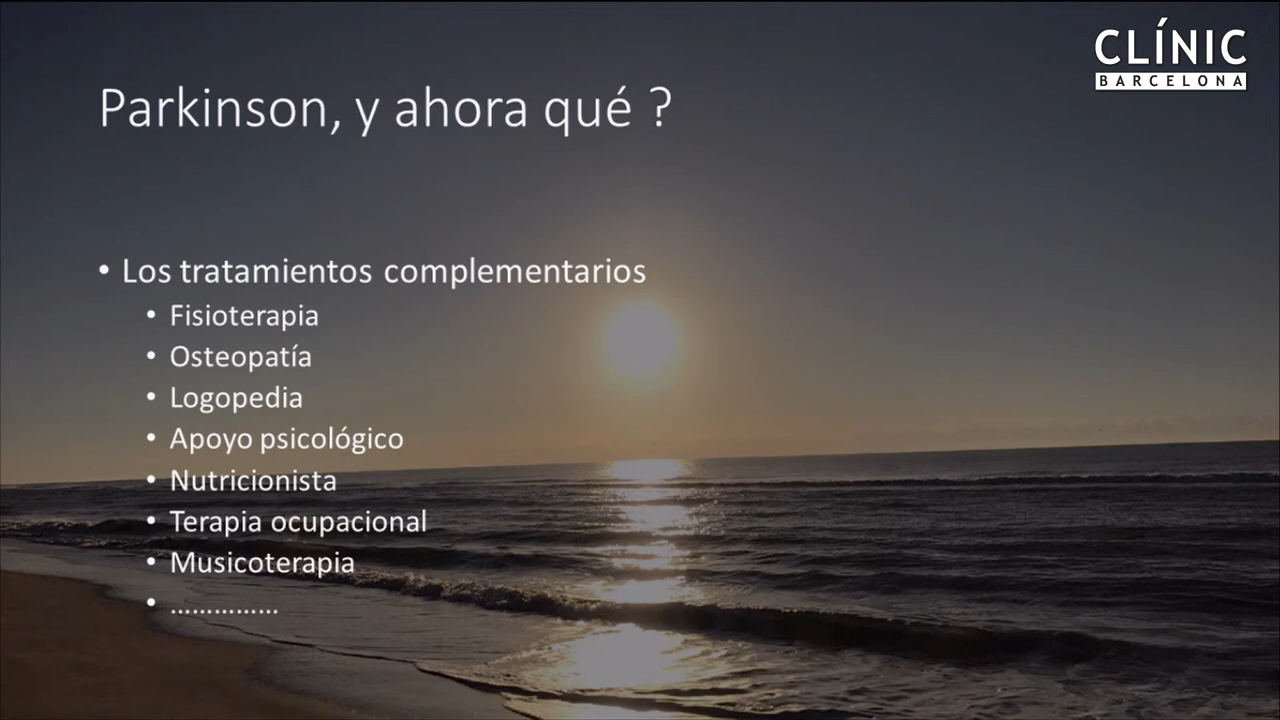 CLÍNIC
BARCELONA
Parkinson, y ahora qué ?
• Los tratamientos complementarios
• Fisioterapia
• Osteopatía
• Logopedia
• Apoyo psicológico
• Nutricionista
• Terapia ocupacional
• Musicoterapia
• ……………